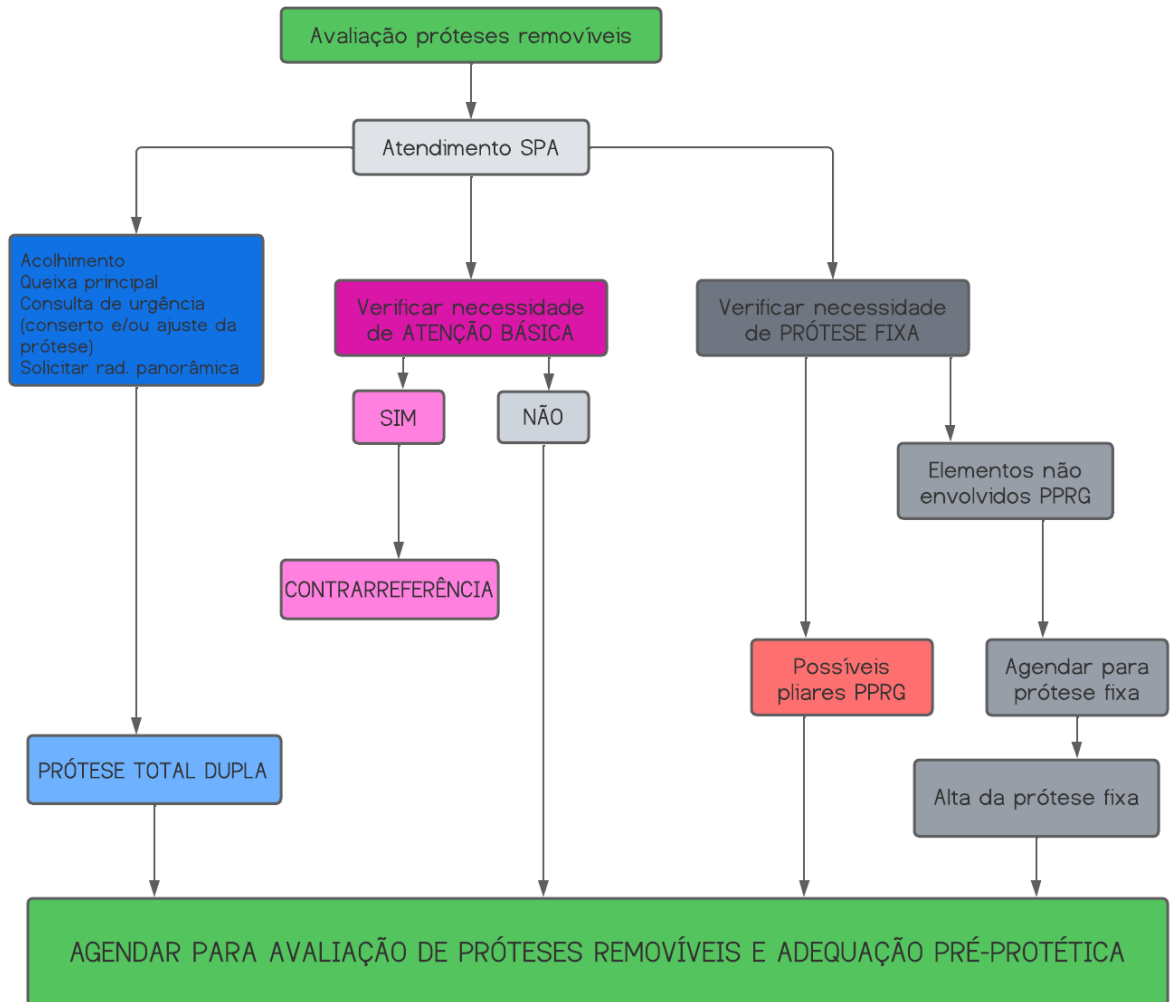 Avaliação próteses removíveis
Atendimento SPA
Acolhimento
Queixa principal
Consulta de urgência
(conserto e/ou ajuste da
prótese)
Solicitar rad. panorâmica
Verificar necessidade
de ATENÇÃO BÁSICA
Verificar necessidade
de PRÓTESE FIXA
SIM
NÃO
Elementos não
envolvidos PPRG
CONTRARREFERÊNCIA
Possíveis
pliares PPRG
Agendar para
prótese fixa
PRÓTESE TOTAL DUPLA
Alta da prótese fixa
AGENDAR PARA AVALIAÇÃO DE PRÓTESES REMOVÍVEIS E ADEQUAÇÃO PRÉ-PROTÉTICA